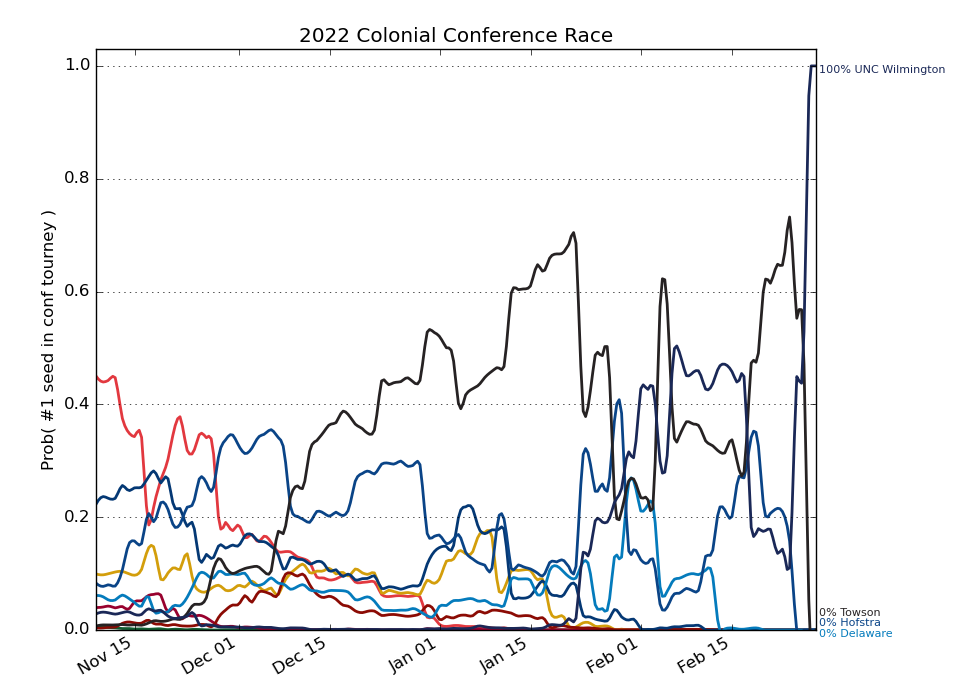 2022 Colonial Conference Race
Prob( #1 seed in conf tourney )
1.0
0.8
0.6
0.4
0.2
0.0
100% UNC Wilmington
0% Towson
0% Hofstra
0% Delaware
Nov 15
Dec 01
Dec 15
Jan 01
Jan 15
Feb 01
Feb 15